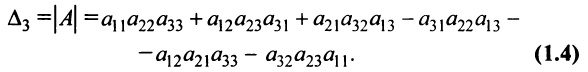 Δ₃ = |A| = a₁₁a₂₂a₃₃ + a₁₂a₂₃a₃₁ + a₂₁a₃₂a₁₃ − a₃₁a₂₂a₁₃ −
− a₁₂a₂₁a₃₃ − a₃₂a₂₃a₁₁. (1.4)